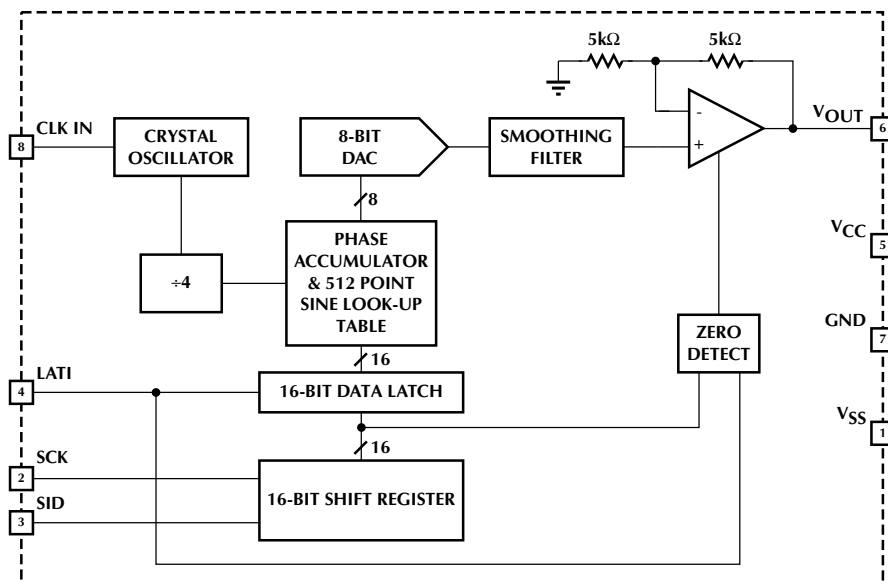 5kΩ
5kΩ
CLK IN
8
CRYSTAL
OSCILLATOR
8-BIT
DAC
SMOOTHING
FILTER
-
+
VOUT
6
8
÷4
PHASE
ACCUMULATOR
& 512 POINT
SINE LOOK-UP
TABLE
VCC
5
16
ZERO
DETECT
GND
7
LATI
4
16-BIT DATA LATCH
VSS
1
16
SCK
2
16-BIT SHIFT REGISTER
SID
3